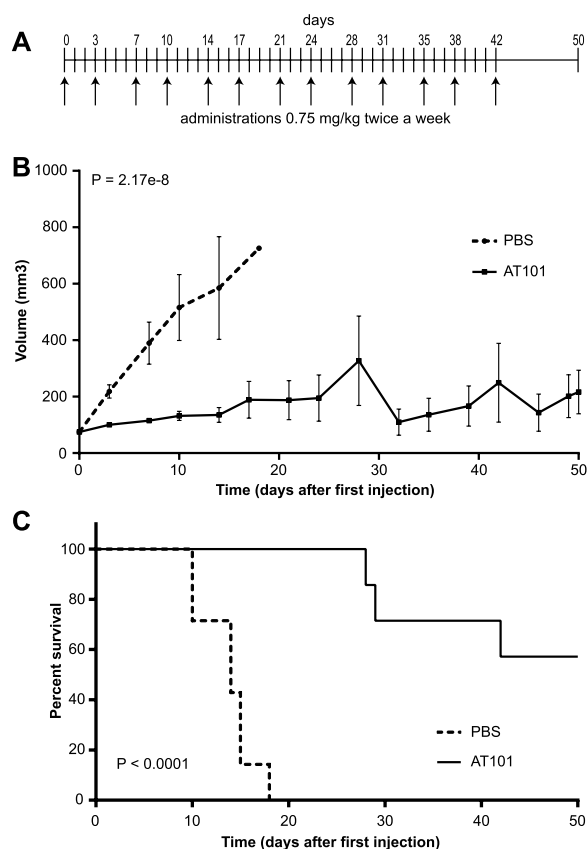 days
A
0 3 7 10 14 17 21 24 28 31 35 38 42 50
administrations 0.75 mg/kg twice a week
B
1000
P = 2.17e-8
800
PBS
AT101
600
Volume (mm3)
400
200
0
0 10 20 30 40 50
Time (days after first injection)
C
100
80
60
Percent survival
40
PBS
20
P < 0.0001
AT101
0
0 10 20 30 40 50
Time (days after first injection)